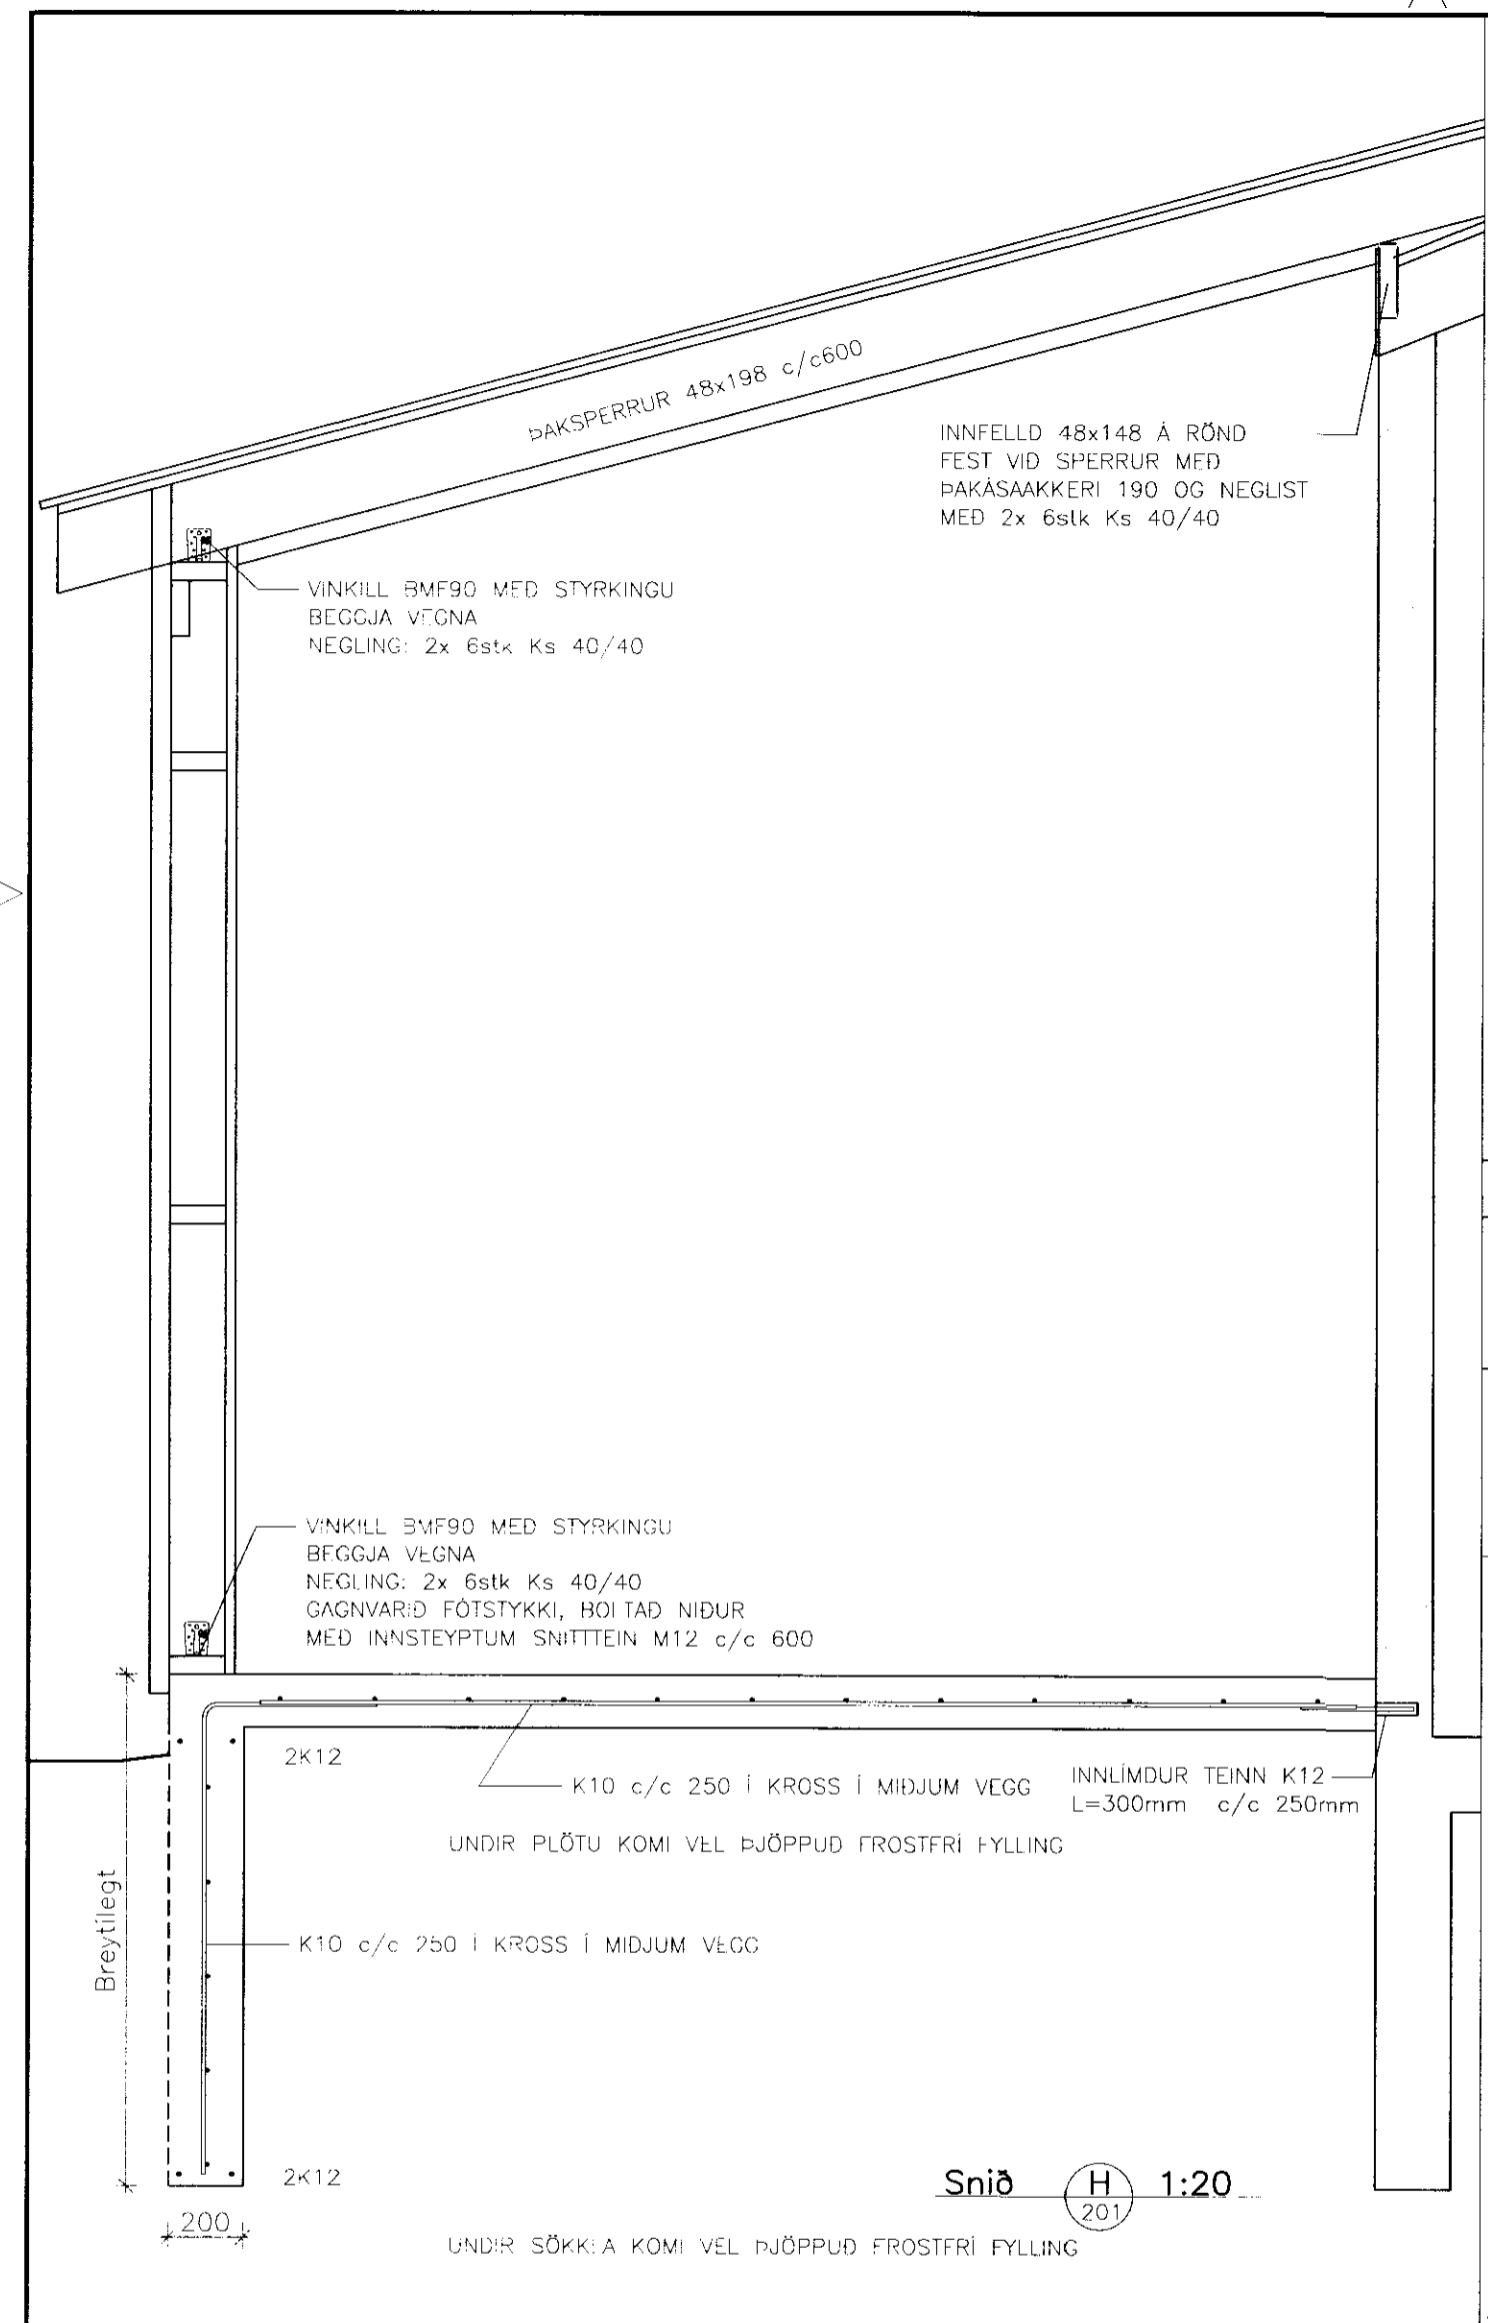 ÞAKSPERRUR 48x198 c/c600
INNFELLD 48x148 Á RÖND
FEST VID SPERRUR MEÐ
ÞAKÁSAAKKERI 190 OG NEGLIST
MEÐ 2x 6stk Ks 40/40
VINKILL BMF90 MEÐ STYRKINGU
BEGGJA VEGNA
NEGLING: 2x 6stk Ks 40/40
VINKILL BMF90 MEÐ STYRKINGU
BEGGJA VEGNA
NEGLING: 2x 6stk Ks 40/40
GAGNVARIÐ FÓTSTYKKI, BOLTAÐ NIÐUR
MEÐ INNSTEYPTUM SNITTTEIN M12 c/c 600
2K12
K10 c/c 250 Í KROSS Í MIÐJUM VEGG
INNLÍMDUR TEINN K12
L=300mm c/c 250mm
UNDIR PLÖTU KOMI VEL ÞJÖPPUÐ FROSTFRÍ FYLLING
Breytilegt
K10 c/c 250 Í KROSS Í MIÐJUM VEGG
2K12
Snið H 1:20
201
200
UNDIR SÖKKLA KOMI VEL ÞJÖPPUÐ FROSTFRÍ FYLLING